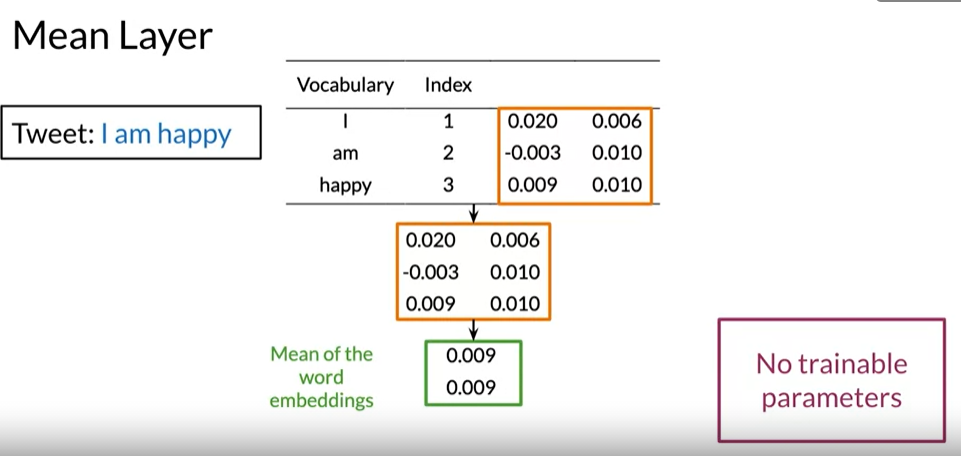 Mean Layer
Tweet: I am happy
Vocabulary Index
I 1 0.020 0.006
am 2 -0.003 0.010
happy 3 0.009 0.010
0.020 0.006
-0.003 0.010
0.009 0.010
Mean of the
word
embeddings
0.009
0.009
No trainable
parameters